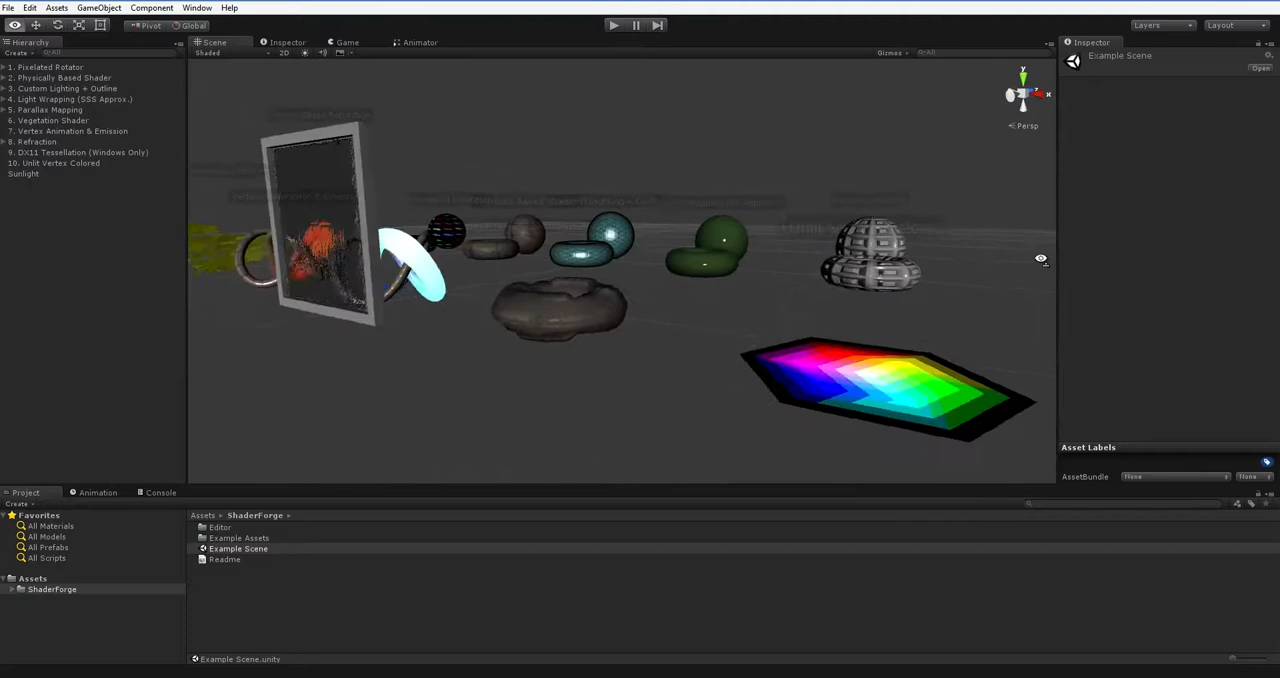 File Edit Assets GameObject Component Window Help
Pivot Global Layers Layout
Hierarchy Scene Inspector Game Animator Inspector
Create All Shaded 2D Gizmos All Example Scene
Open
1. Pixelated Rotator
2. Physically Based Shader
3. Custom Lighting + Outline
4. Light Wrapping (SSS Approx.)
5. Parallax Mapping
6. Vegetation Shader
7. Vertex Animation & Emission
8. Refraction
9. DX11 Tessellation (Windows Only)
10. Unlit Vertex Colored
Sunlight
y
x
Persp
Asset Labels
AssetBundle None None
Project Animation Console
Create
Favorites
All Materials
All Models
All Prefabs
All Scripts
Assets
ShaderForge
Assets ShaderForge
Editor
Example Assets
Example Scene
Readme
Example Scene.unity